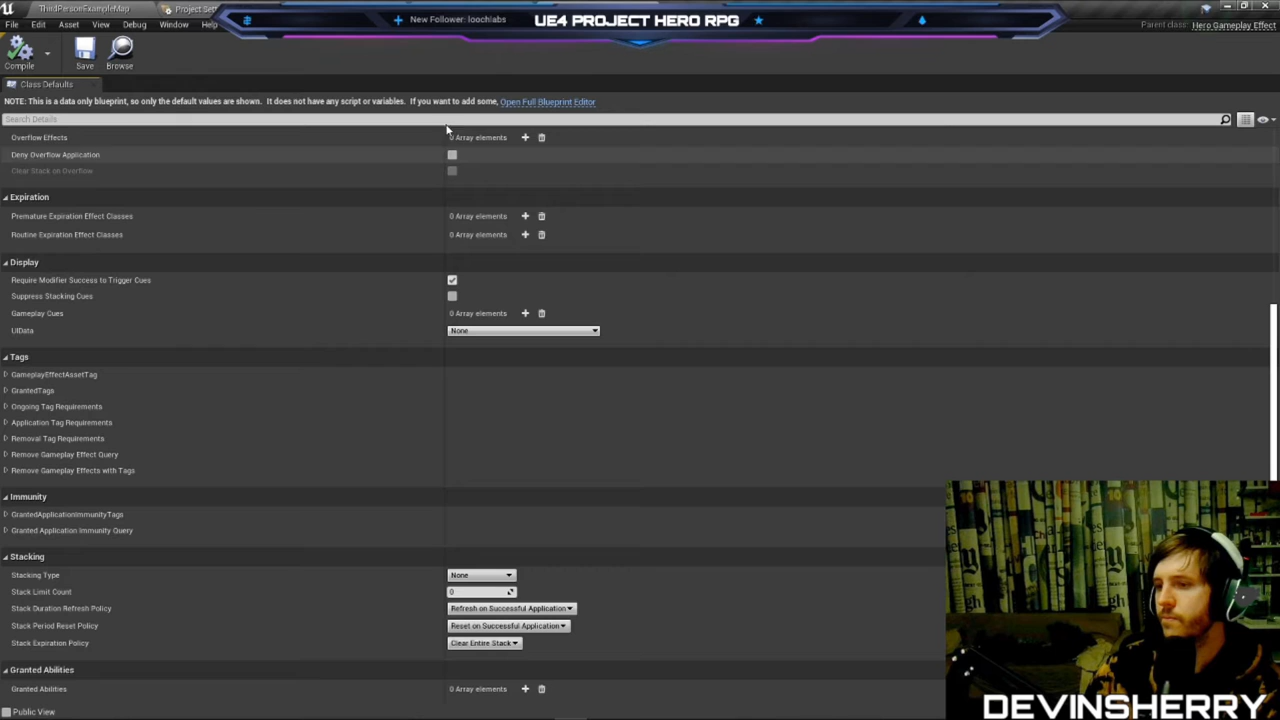 ThirdPersonExampleMap
Project Set
New Follower: loochlabs
UE4 PROJECT HERO RPG
Parent class: Hero Gameplay Effect
File Edit Asset View Debug Window
Compile
Save
Browse
Class Defaults
NOTE: This is a data only blueprint, so only the default values are shown. It does not have any script or variables. If you want to add some, Open Full Blueprint Editor
Search Details
Overflow Effects 0 Array elements
Deny Overflow Application
Clear Stack on Overflow
Expiration
Premature Expiration Effect Classes 0 Array elements
Routine Expiration Effect Classes 0 Array elements
Display
Require Modifier Success to Trigger Cues
Suppress Stacking Cues
Gameplay Cues 0 Array elements
UIData None
Tags
GameplayEffectAssetTag
GrantedTags
Ongoing Tag Requirements
Application Tag Requirements
Removal Tag Requirements
Remove Gameplay Effect Query
Remove Gameplay Effects with Tags
Immunity
GrantedApplicationImmunityTags
Granted Application Immunity Query
Stacking
Stacking Type None
Stack Limit Count 0
Stack Duration Refresh Policy Refresh on Successful Application
Stack Period Reset Policy Reset on Successful Application
Stack Expiration Policy Clear Entire Stack
Granted Abilities
Granted Abilities 0 Array elements
Public View
DEVINSHERRY